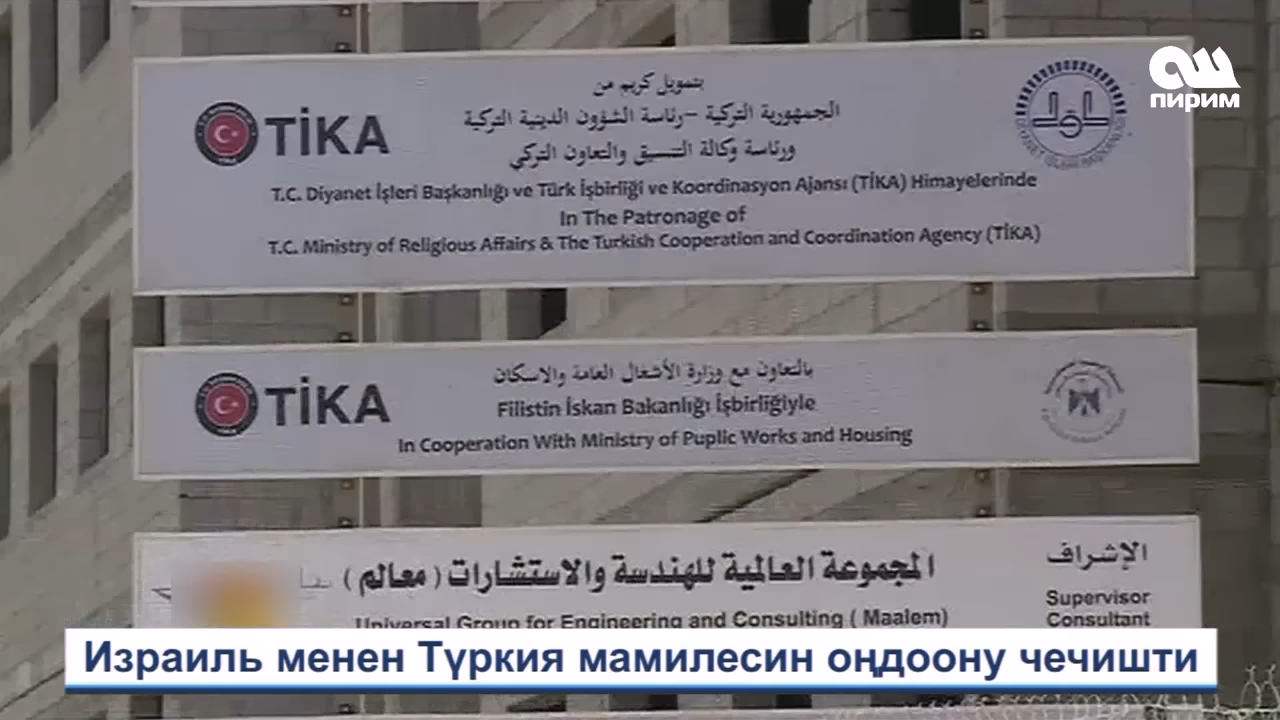 ОШ
ПИРИМ
بتمويل كريم من
الجمهورية التركية -رئاسة الشؤون الدينية التركية
ورئاسة وكالة التنسيق والتعاون التركي
TİKA
T.C. Diyanet İşleri Başkanlığı ve Türk İşbirliği ve Koordinasyon Ajansı (TİKA) Himayelerinde
In The Patronage of
T.C. Ministry of Religious Affairs & The Turkish Cooperation and Coordination Agency (TİKA)
بالتعاون مع وزارة الأشغال العامة والاسكان
TİKA
Filistin İskan Bakanlığı İşbirliğiyle
In Cooperation With Ministry of Puplic Works and Housing
الإشراف
المجموعة العالمية للهندسة والاستشارات ( معالم )
Supervisor
Universal Group for Engineering and Consulting ( Maalem)
Consultant
Израиль менен Түркия мамилесин оңдоону чечишти